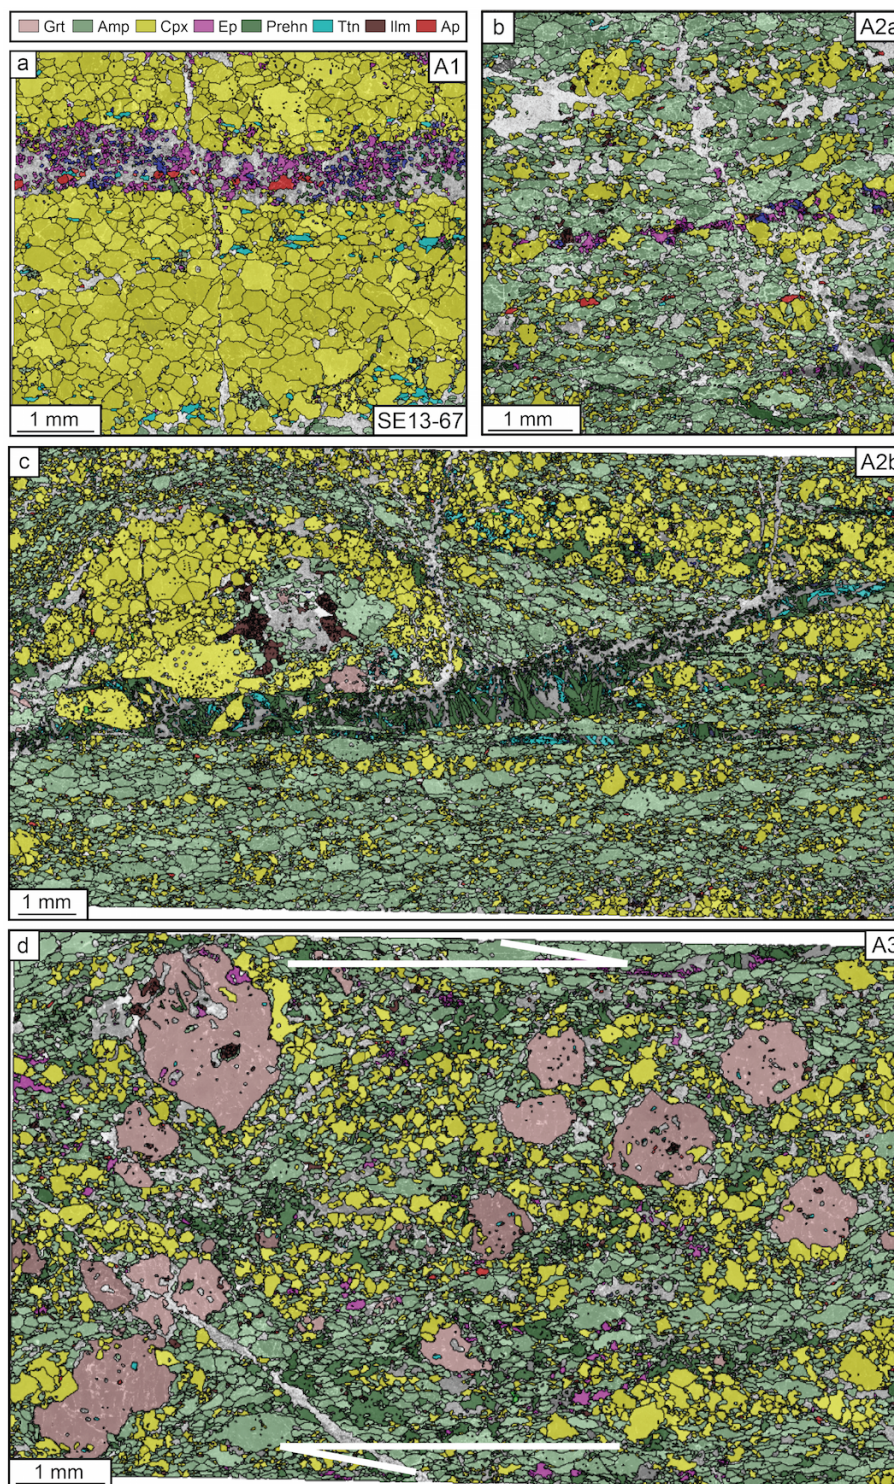 Grt Amp Cpx Ep Prehn Ttn Ilm Ap
a A1
1 mm SE13-67
b A2a
1 mm
c A2b
1 mm
d A3
1 mm